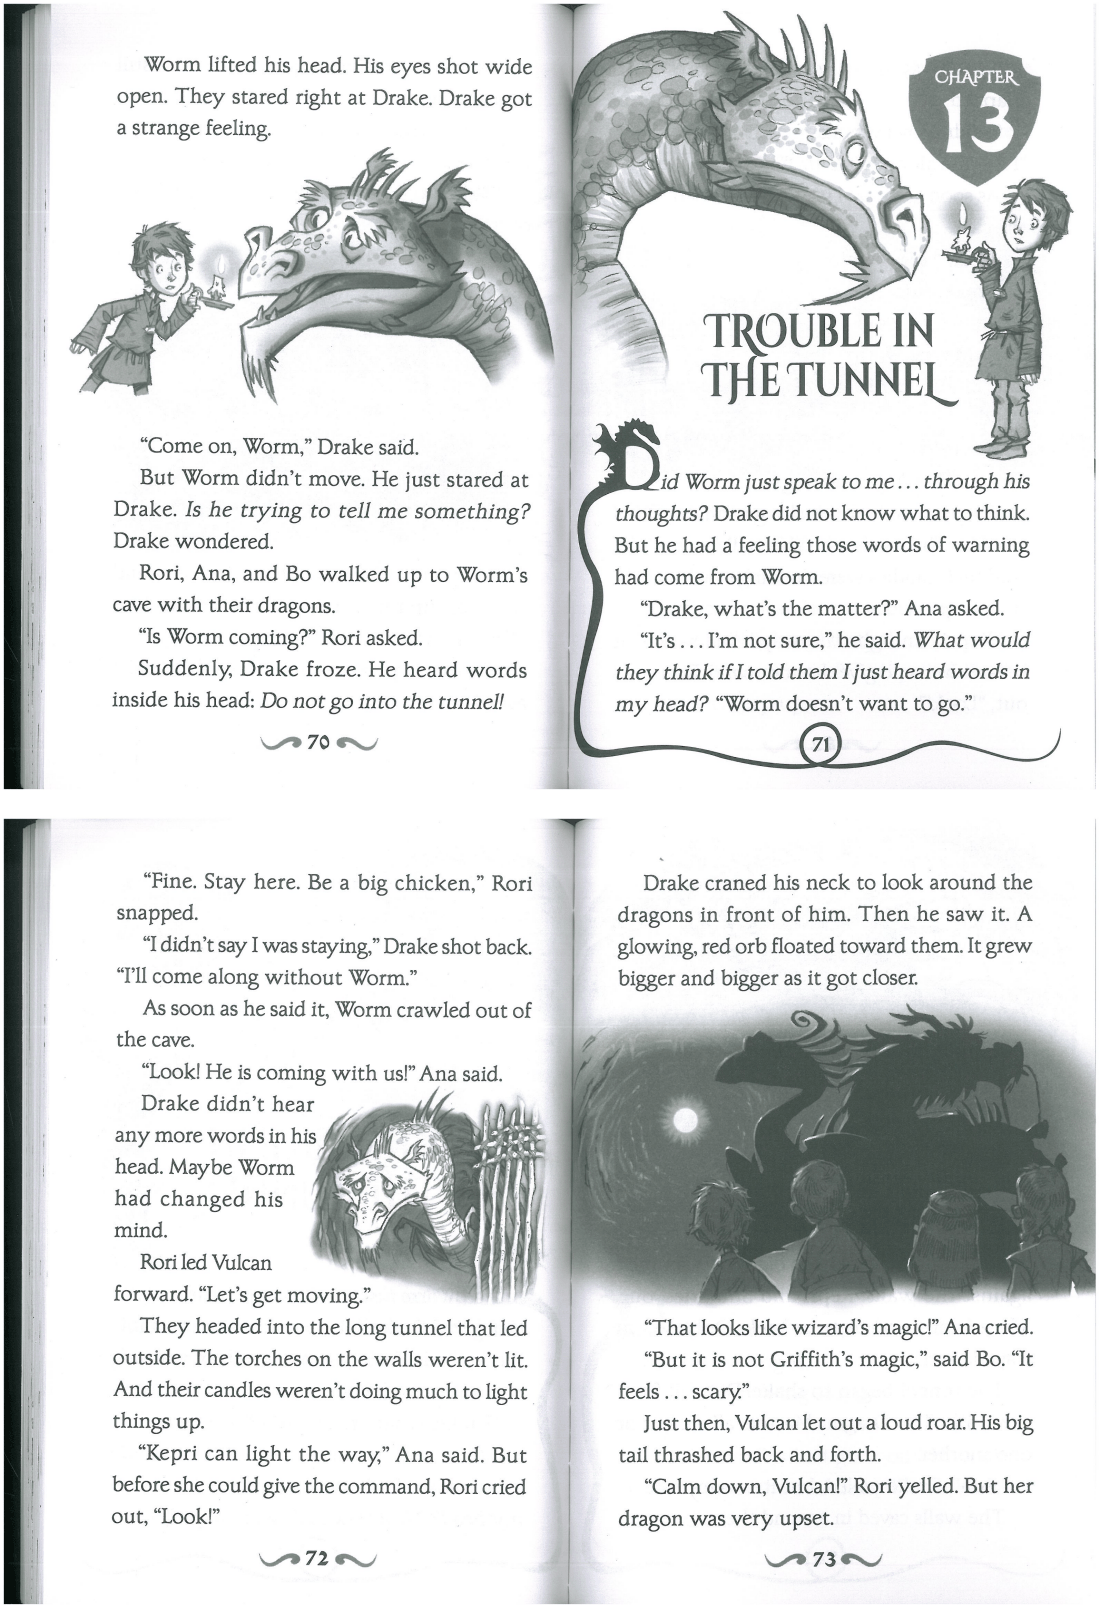 Worm lifted his head. His eyes shot wide
open. They stared right at Drake. Drake got
a strange feeling.
“Come on, Worm,” Drake said.
But Worm didn’t move. He just stared at
Drake. Is he trying to tell me something?
Drake wondered.
Rori, Ana, and Bo walked up to Worm’s
cave with their dragons.
“Is Worm coming?” Rori asked.
Suddenly, Drake froze. He heard words
inside his head: Do not go into the tunnel!
70
CHAPTER
13
TROUBLE IN
THE TUNNEL
Did Worm just speak to me . . . through his
thoughts? Drake did not know what to think.
But he had a feeling those words of warning
had come from Worm.
“Drake, what’s the matter?” Ana asked.
“It’s . . . I’m not sure,” he said. What would
they think if I told them I just heard words in
my head? “Worm doesn’t want to go.”
71
“Fine. Stay here. Be a big chicken,” Rori
snapped.
“I didn’t say I was staying,” Drake shot back.
“I’ll come along without Worm.”
As soon as he said it, Worm crawled out of
the cave.
“Look! He is coming with us!” Ana said.
Drake didn’t hear
any more words in his
head. Maybe Worm
had changed his
mind.
Rori led Vulcan
forward. “Let’s get moving.”
They headed into the long tunnel that led
outside. The torches on the walls weren’t lit.
And their candles weren’t doing much to light
things up.
“Kepri can light the way,” Ana said. But
before she could give the command, Rori cried
out, “Look!”
72
Drake craned his neck to look around the
dragons in front of him. Then he saw it. A
glowing, red orb floated toward them. It grew
bigger and bigger as it got closer.
“That looks like wizard’s magic!” Ana cried.
“But it is not Griffith’s magic,” said Bo. “It
feels . . . scary.”
Just then, Vulcan let out a loud roar. His big
tail thrashed back and forth.
“Calm down, Vulcan!” Rori yelled. But her
dragon was very upset.
73